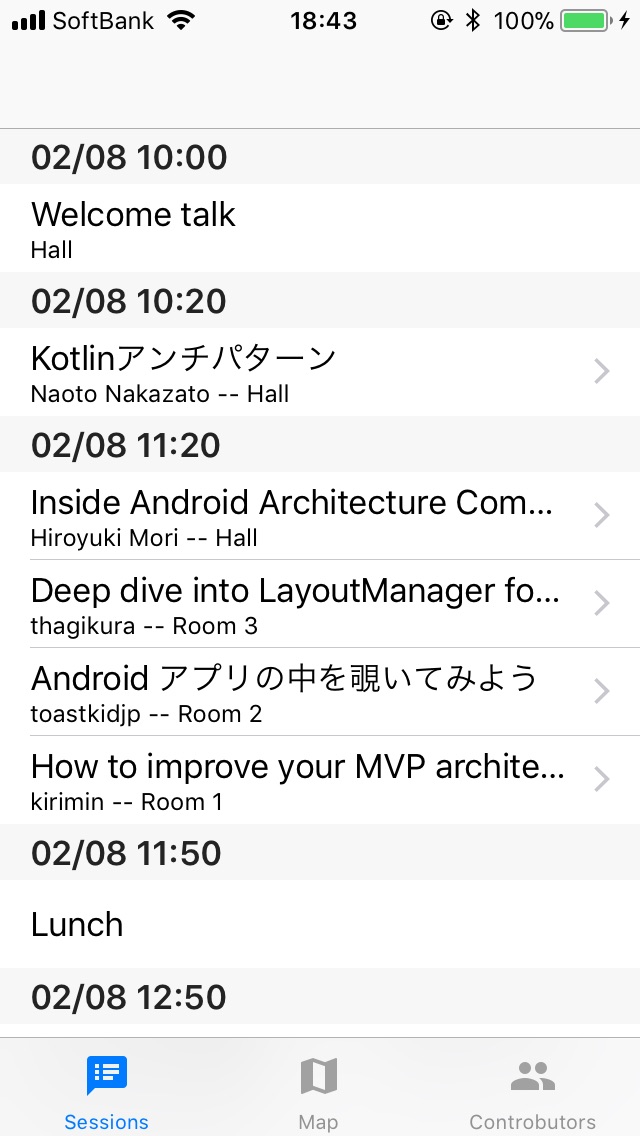 SoftBank
18:43
100%
02/08 10:00
Welcome talk
Hall
02/08 10:20
Kotlinアンチパターン
Naoto Nakazato -- Hall
02/08 11:20
Inside Android Architecture Com...
Hiroyuki Mori -- Hall
Deep dive into LayoutManager fo...
thagikura -- Room 3
Android アプリの中を覗いてみよう
toastkidjp -- Room 2
How to improve your MVP archite...
kirimin -- Room 1
02/08 11:50
Lunch
02/08 12:50
Sessions
Map
Controbutors